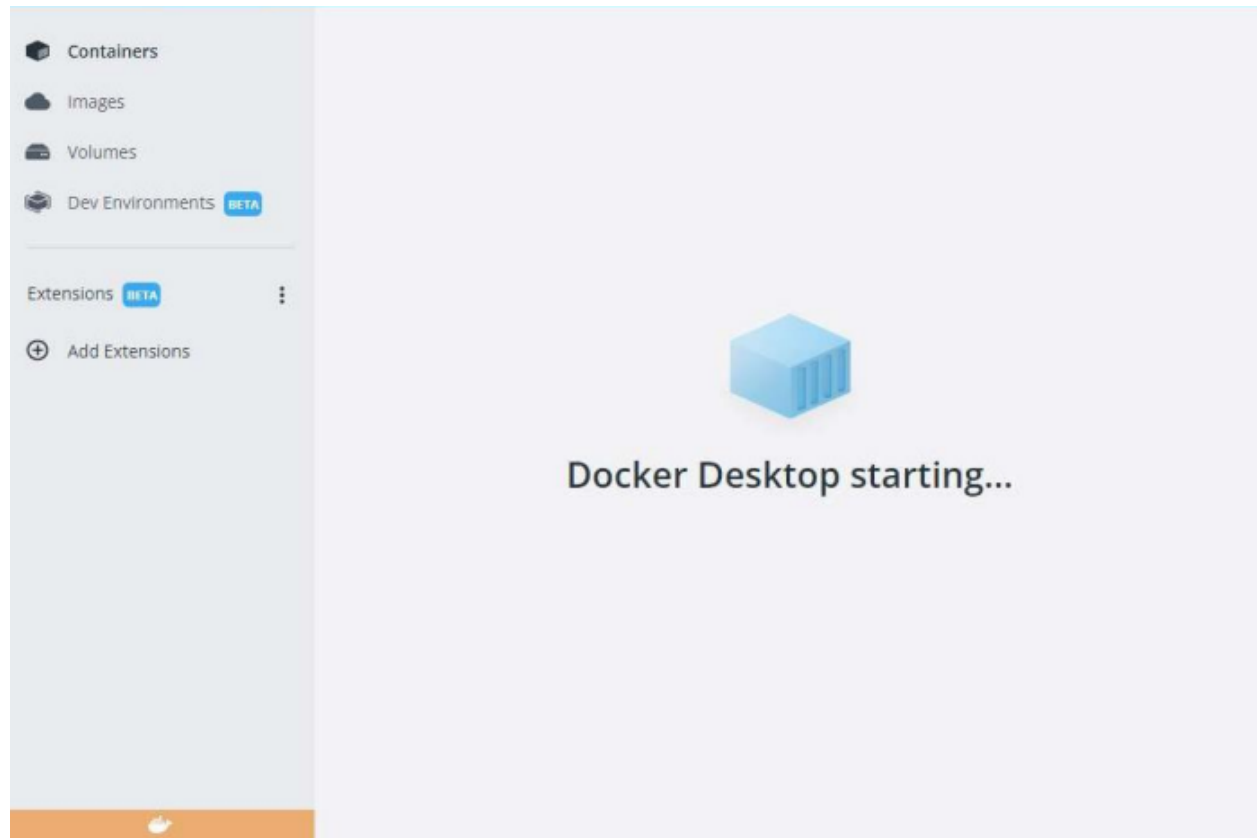 Containers
Images
Volumes
Dev Environments BETA
Extensions BETA
Add Extensions
Docker Desktop starting...